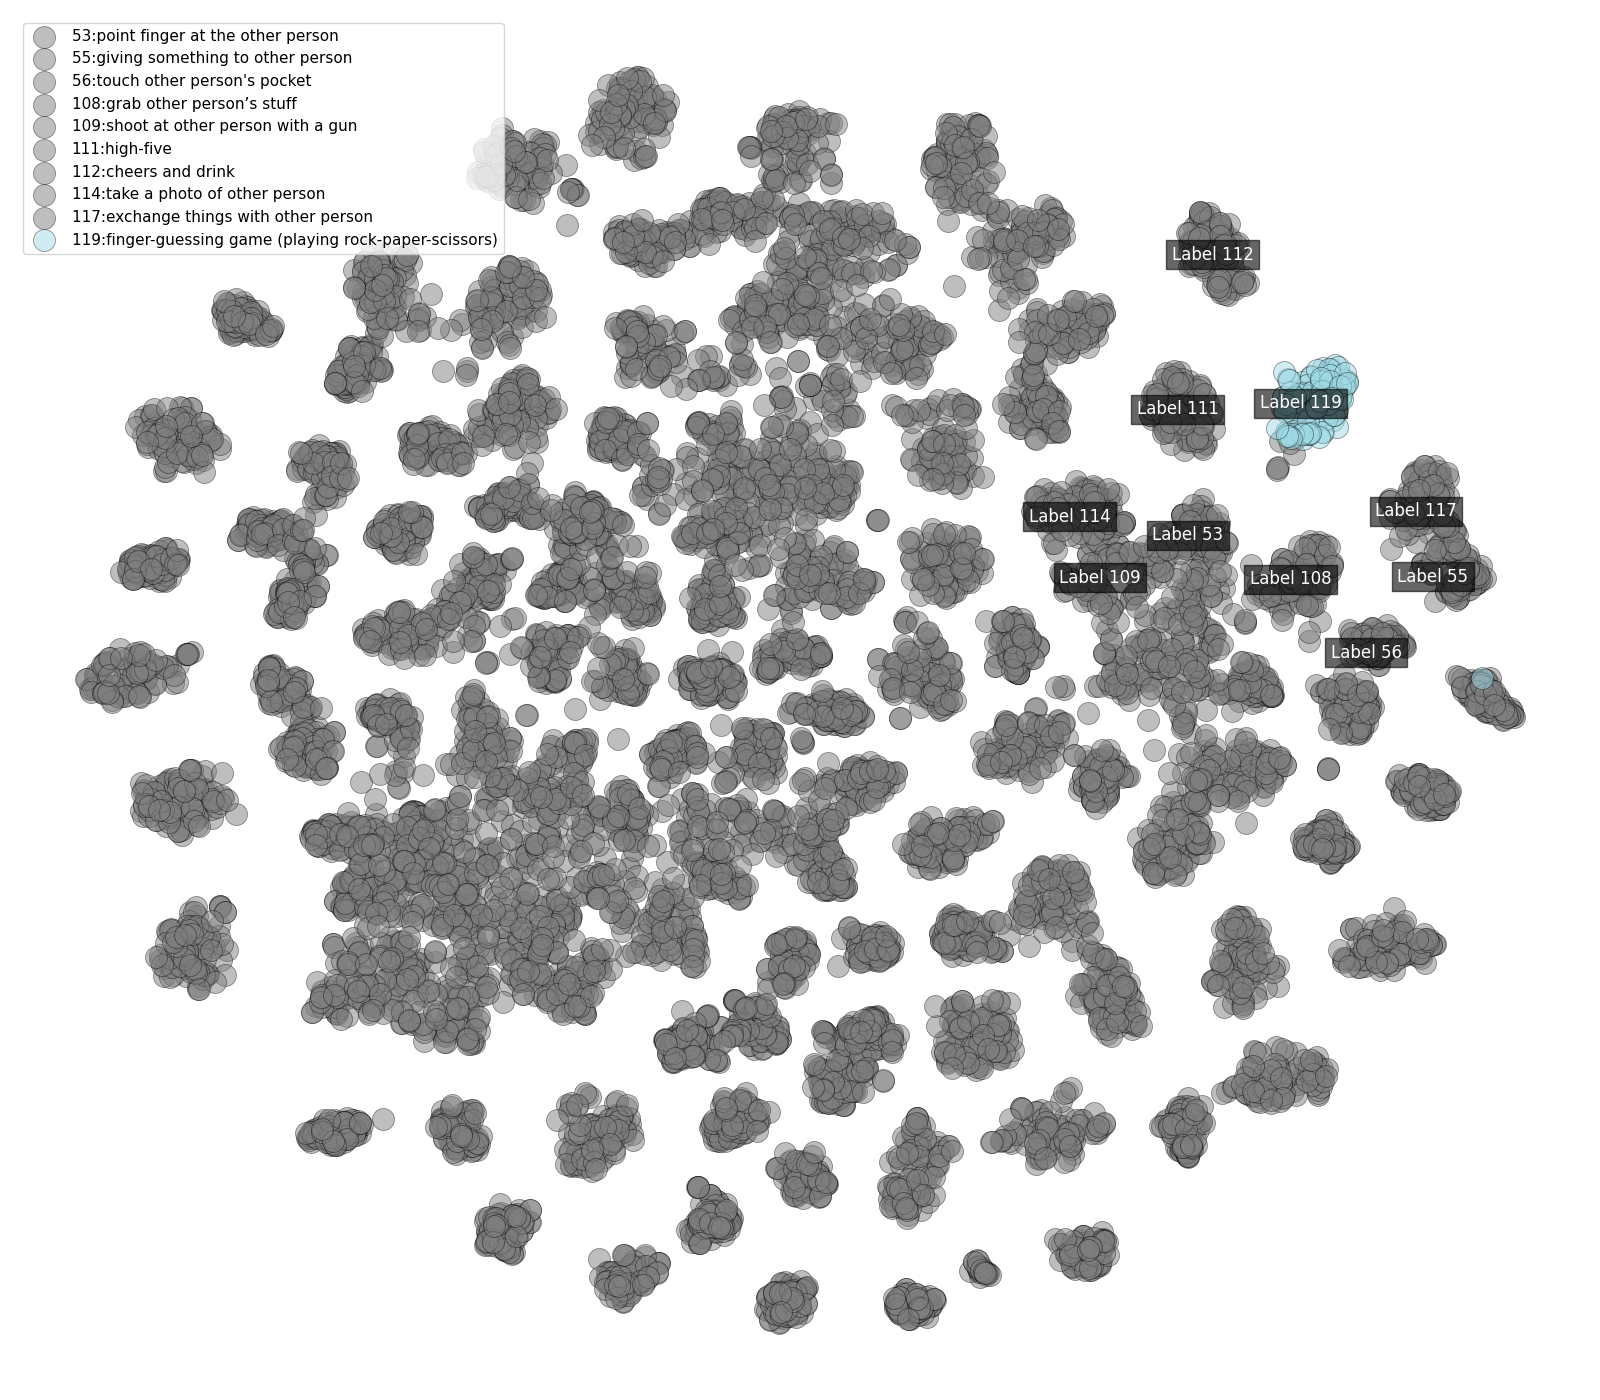 53:point finger at the other person
55:giving something to other person
56:touch other person's pocket
108:grab other person’s stuff
109:shoot at other person with a gun
111:high-five
112:cheers and drink
114:take a photo of other person
117:exchange things with other person
119:finger-guessing game (playing rock-paper-scissors)
Label 112
Label 111
Label 119
Label 114
Label 53
Label 117
Label 109
Label 108
Label 55
Label 56